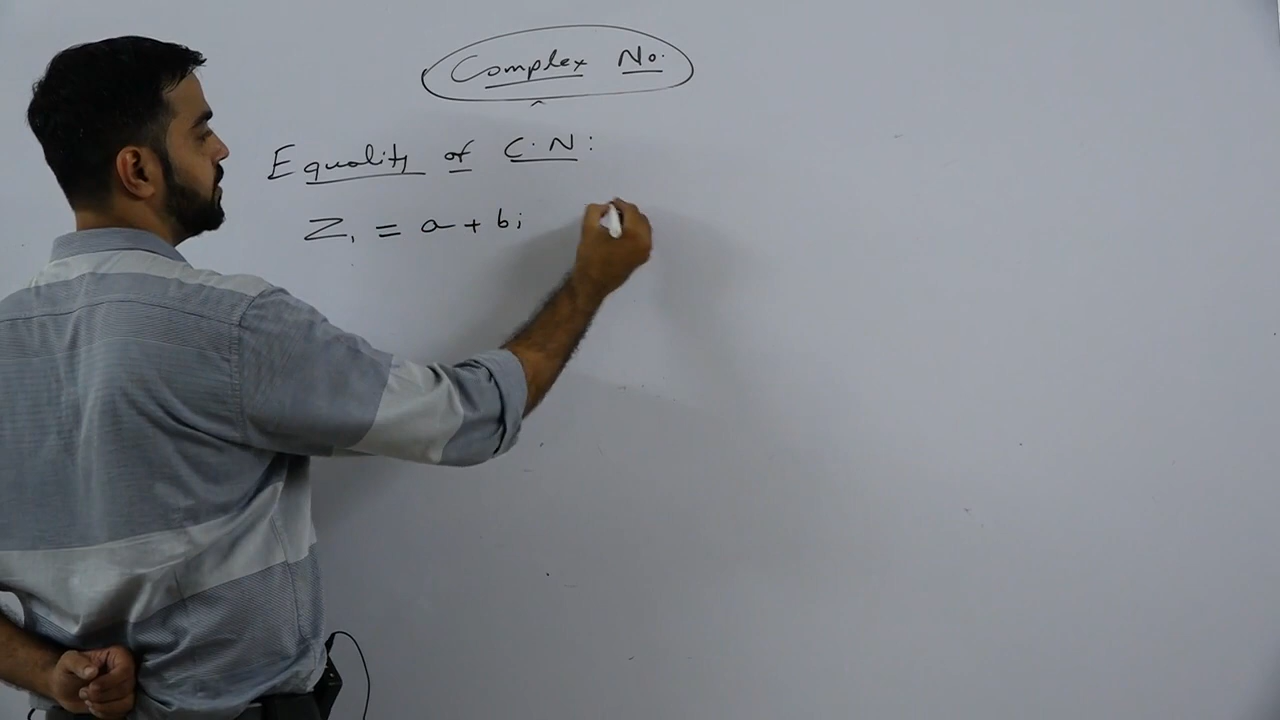 Complex No.
Equality of C.N:
Z₁ = a + bi